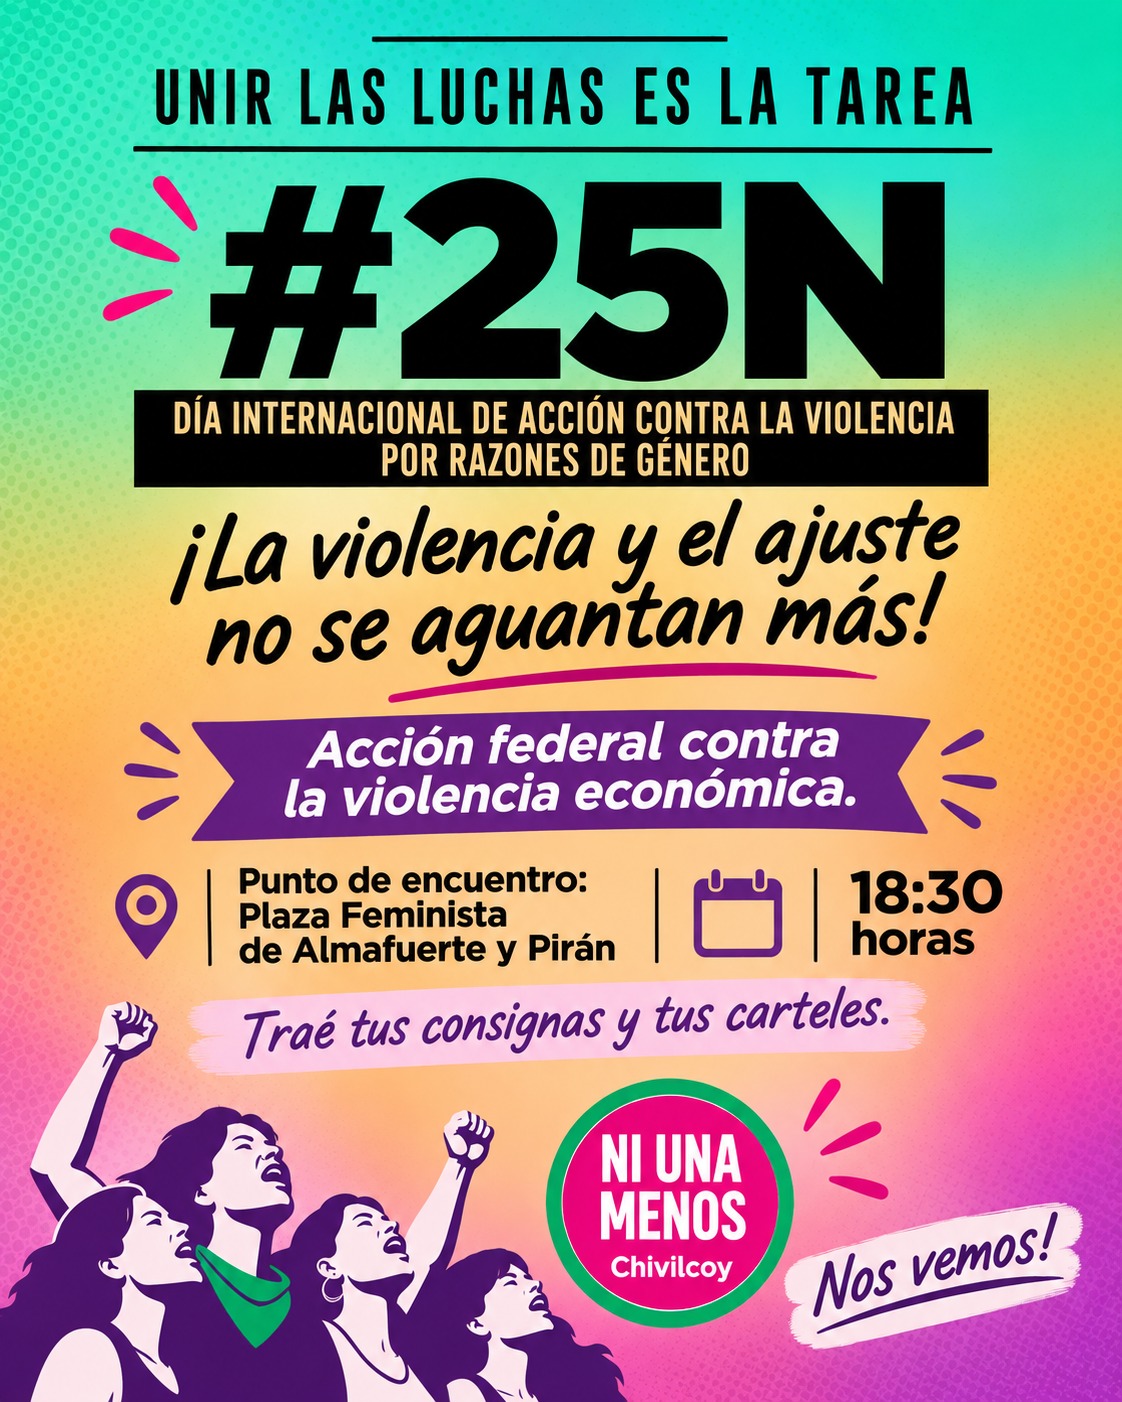 UNIR LAS LUCHAS ES LA TAREA
#25N
DÍA INTERNACIONAL DE ACCIÓN CONTRA LA VIOLENCIA
POR RAZONES DE GÉNERO
¡La violencia y el ajuste
no se aguantan más!
Acción federal contra
la violencia económica.
Punto de encuentro:
Plaza Feminista
de Almafuerte y Pirán
18:30
horas
Traé tus consignas y tus carteles.
NI UNA
MENOS
Chivilcoy
Nos vemos!